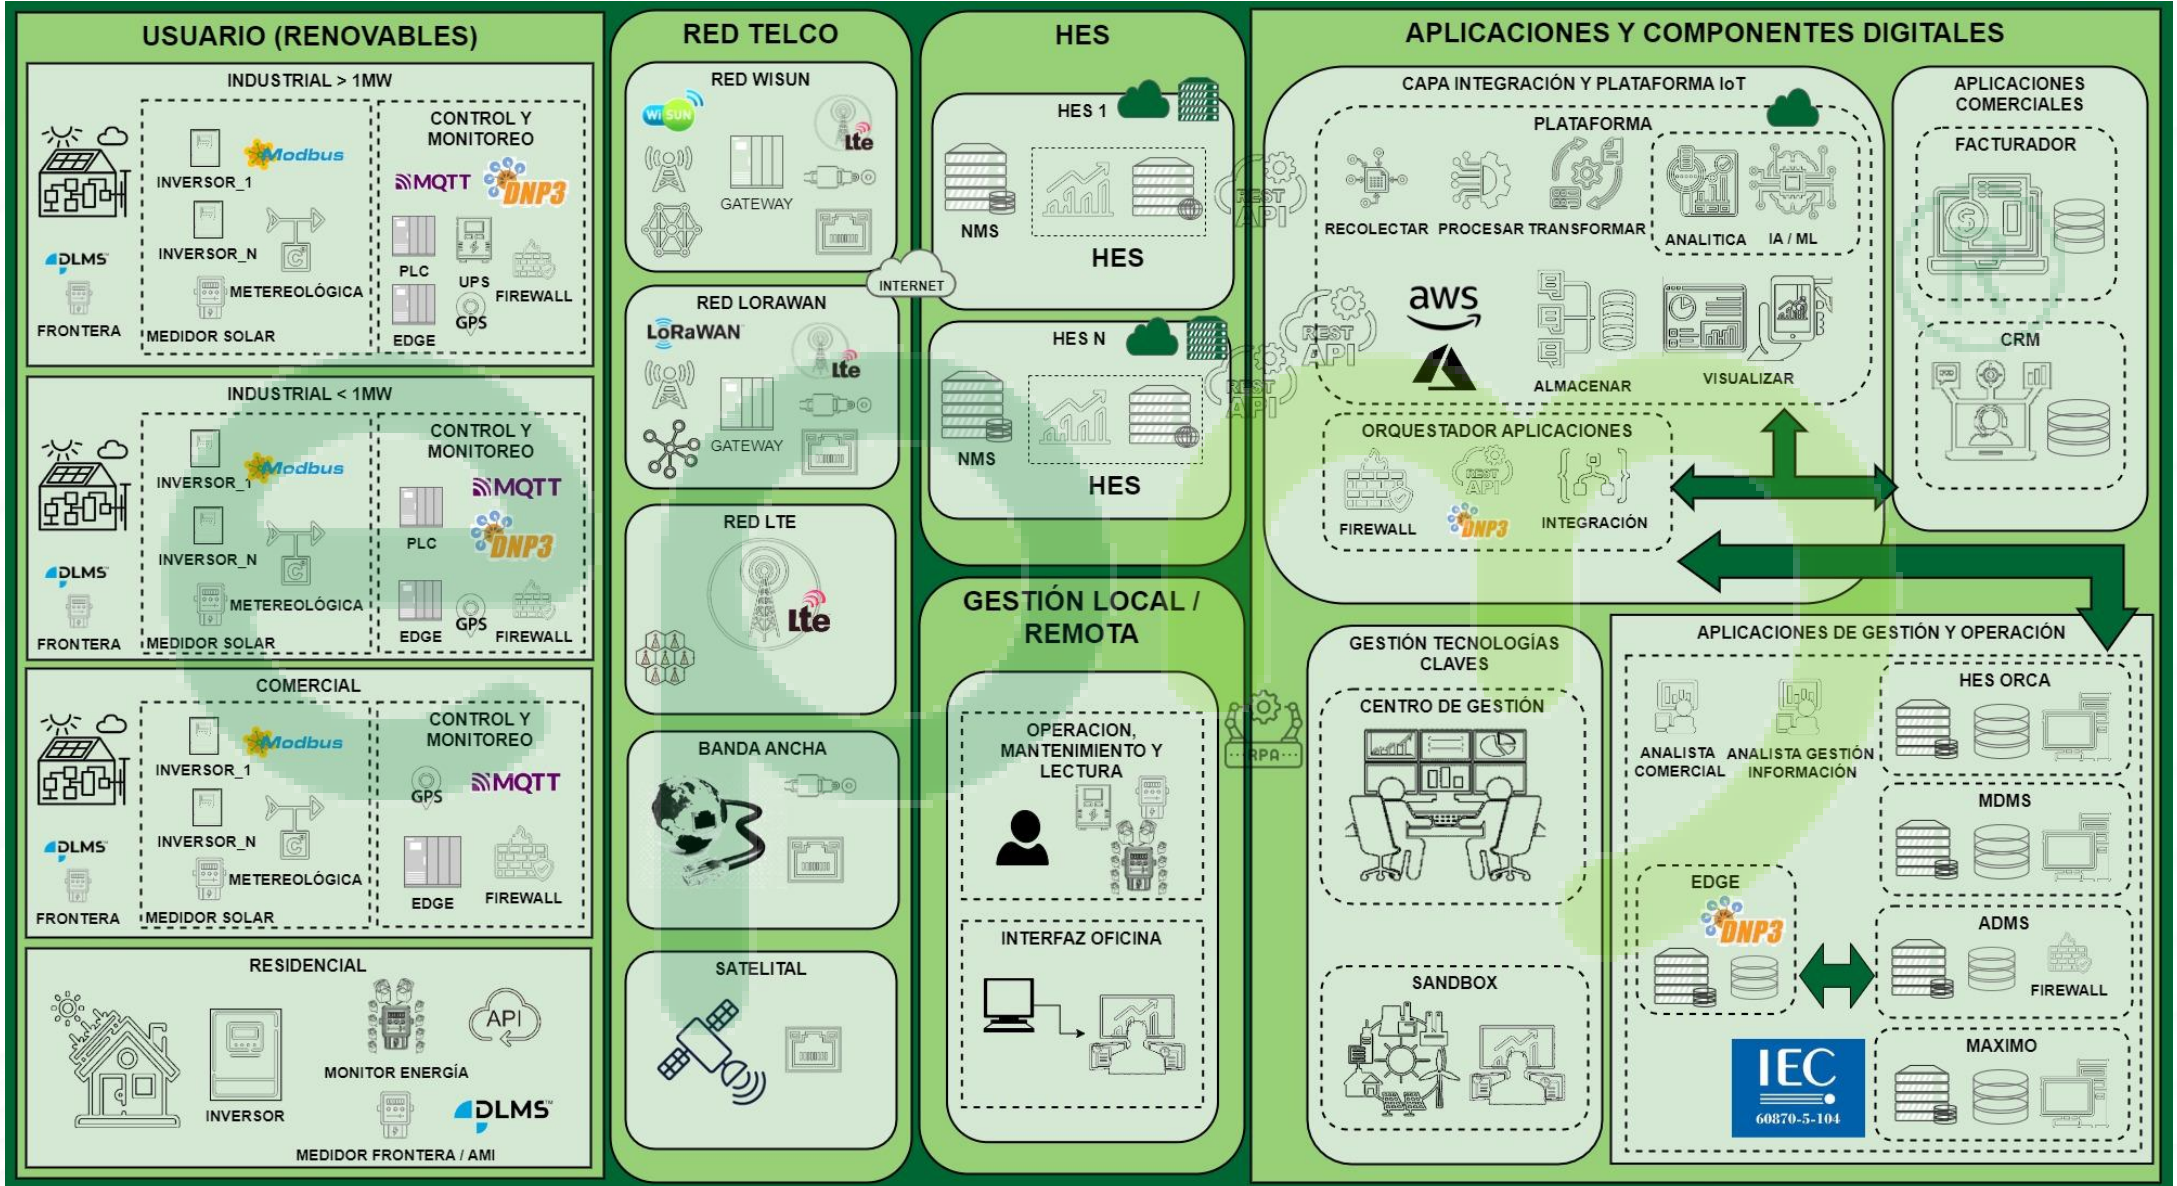 USUARIO (RENOVABLES)
INDUSTRIAL > 1MW
INVERSOR_1
Modbus
INVERSOR_N
METEREOLÓGICA
MEDIDOR SOLAR
DLMS
FRONTERA
CONTROL Y
MONITOREO
MQTT
DNP3
PLC
UPS
FIREWALL
EDGE
GPS
INDUSTRIAL < 1MW
INVERSOR_1
Modbus
INVERSOR_N
METEREOLÓGICA
MEDIDOR SOLAR
DLMS
FRONTERA
CONTROL Y
MONITOREO
MQTT
DNP3
PLC
EDGE
GPS
FIREWALL
COMERCIAL
INVERSOR_1
Modbus
INVERSOR_N
METEREOLÓGICA
MEDIDOR SOLAR
DLMS
FRONTERA
CONTROL Y
MONITOREO
GPS
MQTT
EDGE
FIREWALL
RESIDENCIAL
INVERSOR
MONITOR ENERGÍA
API
DLMS
MEDIDOR FRONTERA / AMI
RED TELCO
RED WISUN
Wi SUN
Lte
GATEWAY
INTERNET
RED LORAWAN
LoRaWAN
Lte
GATEWAY
RED LTE
Lte
BANDA ANCHA
SATELITAL
HES
HES 1
NMS
HES
HES N
NMS
HES
REST
API
REST
API
REST
API
GESTIÓN LOCAL /
REMOTA
OPERACION,
MANTENIMIENTO Y
LECTURA
INTERFAZ OFICINA
RPA
APLICACIONES Y COMPONENTES DIGITALES
CAPA INTEGRACIÓN Y PLATAFORMA IoT
PLATAFORMA
RECOLECTAR
PROCESAR
TRANSFORMAR
ANALITICA
IA / ML
aws
ALMACENAR
VISUALIZAR
ORQUESTADOR APLICACIONES
FIREWALL
REST
API
DNP3
INTEGRACIÓN
APLICACIONES
COMERCIALES
FACTURADOR
CRM
GESTIÓN TECNOLOGÍAS
CLAVES
CENTRO DE GESTIÓN
SANDBOX
APLICACIONES DE GESTIÓN Y OPERACIÓN
ANALISTA
COMERCIAL
ANALISTA GESTIÓN
INFORMACIÓN
HES ORCA
MDMS
EDGE
DNP3
ADMS
FIREWALL
MAXIMO
IEC
60870-5-104